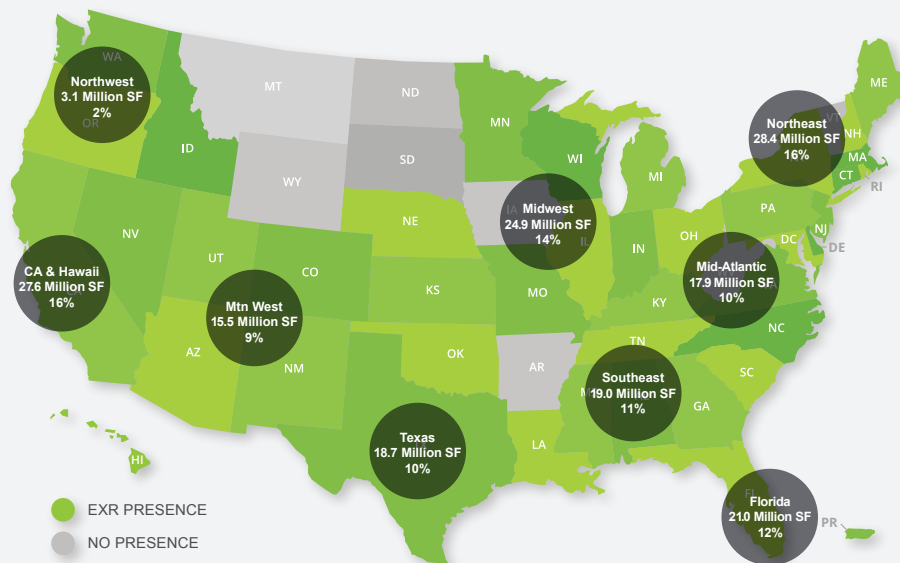 WA
Northwest
3.1 Million SF
2%
OR
MT
ND
MN
ME
ID
SD
WI
Northeast
28.4 Million SF
16%
VT
NH
MA
CT
RI
WY
MI
IA
Midwest
24.9 Million SF
14%
IL
NE
PA
NJ
NV
OH
IN
DC
DE
UT
CO
CA & Hawaii
27.6 Million SF
16%
Mid-Atlantic
17.9 Million SF
10%
KS
MO
KY
Mtn West
15.5 Million SF
9%
NC
TN
AZ
NM
OK
AR
SC
Southeast
19.0 Million SF
11%
GA
Texas
18.7 Million SF
10%
LA
HI
FL
Florida
21.0 Million SF
12%
PR
EXR PRESENCE
NO PRESENCE